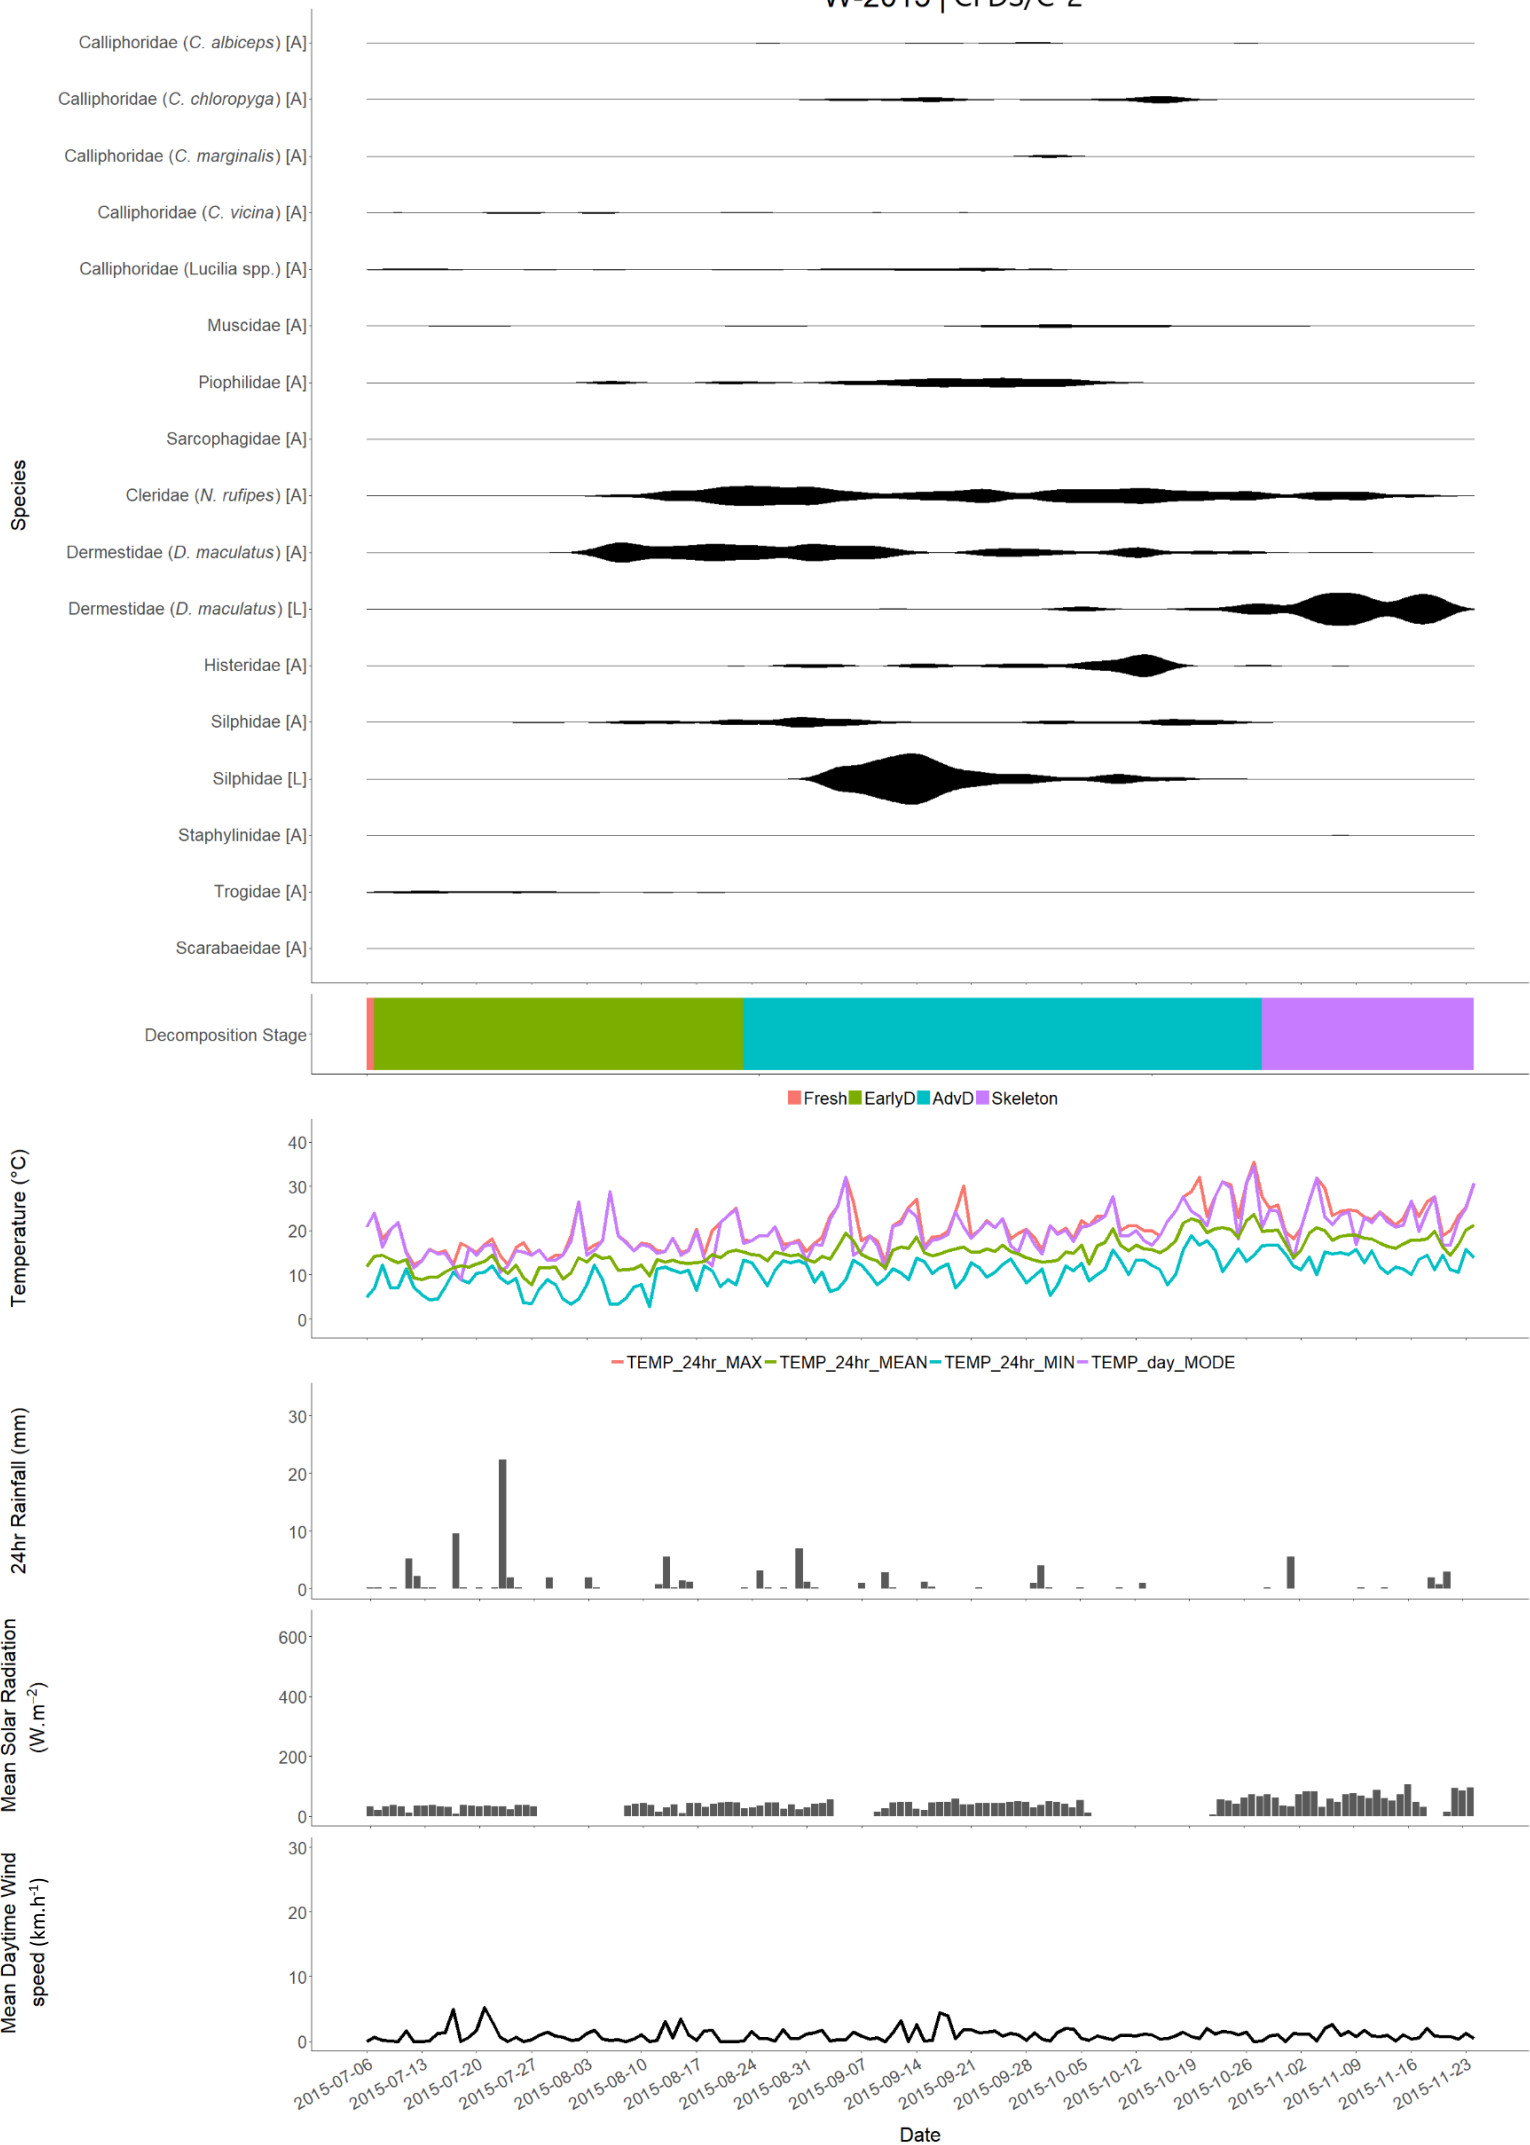 Calliphoridae (C. albiceps) [A]
Calliphoridae (C. chloropyga) [A]
Calliphoridae (C. marginalis) [A]
Calliphoridae (C. vicina) [A]
Calliphoridae (Lucilia spp.) [A]
Muscidae [A]
Piophilidae [A]
Sarcophagidae [A]
Cleridae (N. rufipes) [A]
Dermestidae (D. maculatus) [A]
Dermestidae (D. maculatus) [L]
Histeridae [A]
Silphidae [A]
Silphidae [L]
Staphylinidae [A]
Trogidae [A]
Scarabaeidae [A]
Species
Decomposition Stage
Fresh EarlyD AdvD Skeleton
Temperature (°C)
40
30
20
10
0
TEMP_24hr_MAX TEMP_24hr_MEAN TEMP_24hr_MIN TEMP_day_MODE
24hr Rainfall (mm)
30
20
10
0
Mean Solar Radiation
(W.m⁻²)
600
400
200
0
Mean Daytime Wind
speed (km.h⁻¹)
30
20
10
0
2015-07-06
2015-07-13
2015-07-20
2015-07-27
2015-08-03
2015-08-10
2015-08-17
2015-08-24
2015-08-31
2015-09-07
2015-09-14
2015-09-21
2015-09-28
2015-10-05
2015-10-12
2015-10-19
2015-10-26
2015-11-02
2015-11-09
2015-11-16
2015-11-23
Date